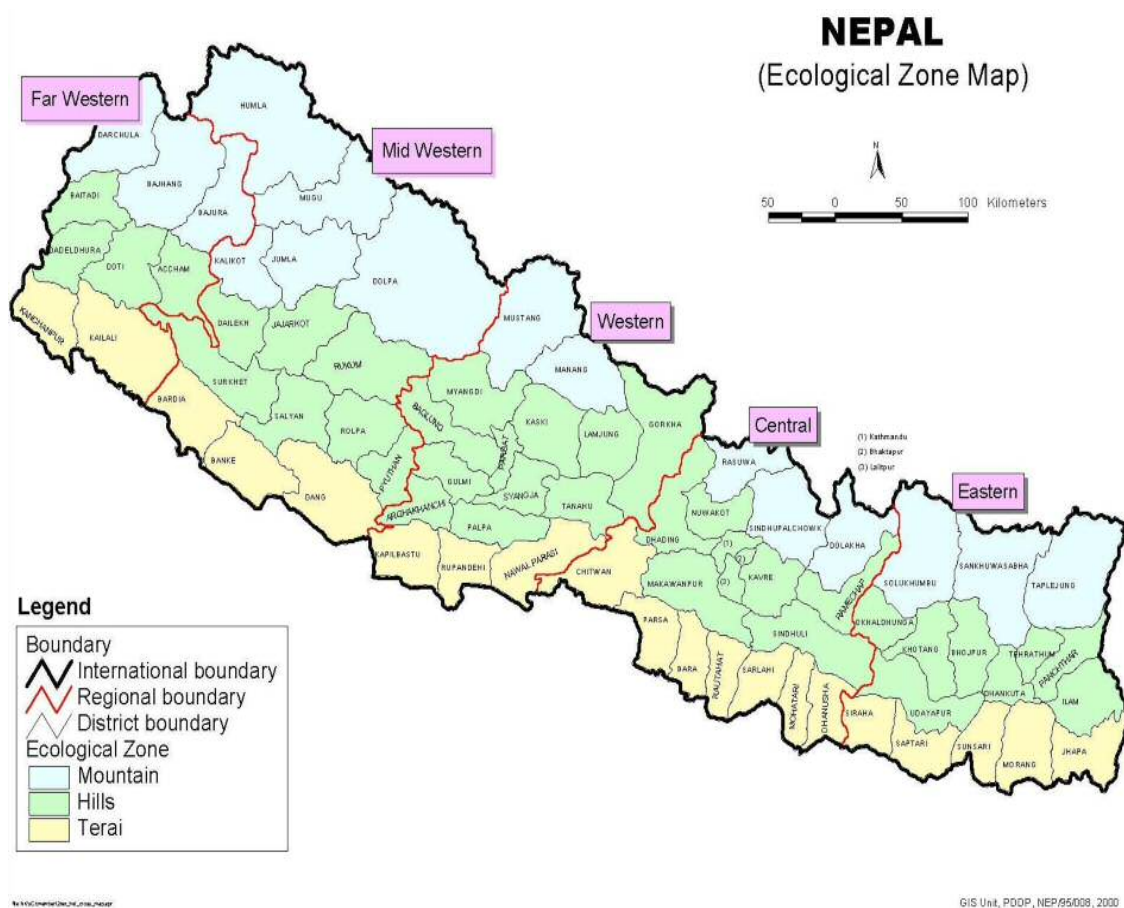 NEPAL
(Ecological Zone Map)
N
50 0 50 100 Kilometers
Far Western
Mid Western
Western
Central
Eastern
(1) Kathmandu
(2) Bhaktapur
(3) Lalitpur
HUMLA
DARCHULA
BAJHANG
BAITADI
BAJURA
MUGU
DADELDHURA
DOTI
ACCHAM
KALIKOT
JUMLA
DOLPA
KANCHANPUR
KAILALI
DAILEKH
JAJARKOT
MUSTANG
MANANG
SURKHET
RUKUM
BARDIA
SALYAN
ROLPA
MYANGDI
BAGLUNG
PARBAT
KASKI
LAMJUNG
GORKHA
BANKE
DANG
PYUTHAN
GULMI
SYANGJA
TANAHU
ARGHAKHANCHI
PALPA
KAPILBASTU
RUPANDEHI
NAWALPARASI
CHITWAN
RASUWA
NUWAKOT
SINDHUPALCHOWK
DHADING
DOLAKHA
(1)
(2)
(3)
MAKAWANPUR
KAVRE
RAMECHAP
SOLUKHUMBU
SANKHUWASABHA
TAPLEJUNG
SINDHULI
OKHALDHUNGA
KHOTANG
BHOJPUR
TEHRATHUM
PANCHTHAR
DHANKUTA
ILAM
UDAYAPUR
PARSA
BARA
RAUTAHAT
SARLAHI
MOHATARI
DHANUSHA
SIRAHA
SAPTARI
SUNSARI
MORANG
JHAPA
Legend
Boundary
International boundary
Regional boundary
District boundary
Ecological Zone
Mountain
Hills
Terai
GIS Unit, PDDP, NEP/95/008, 2000